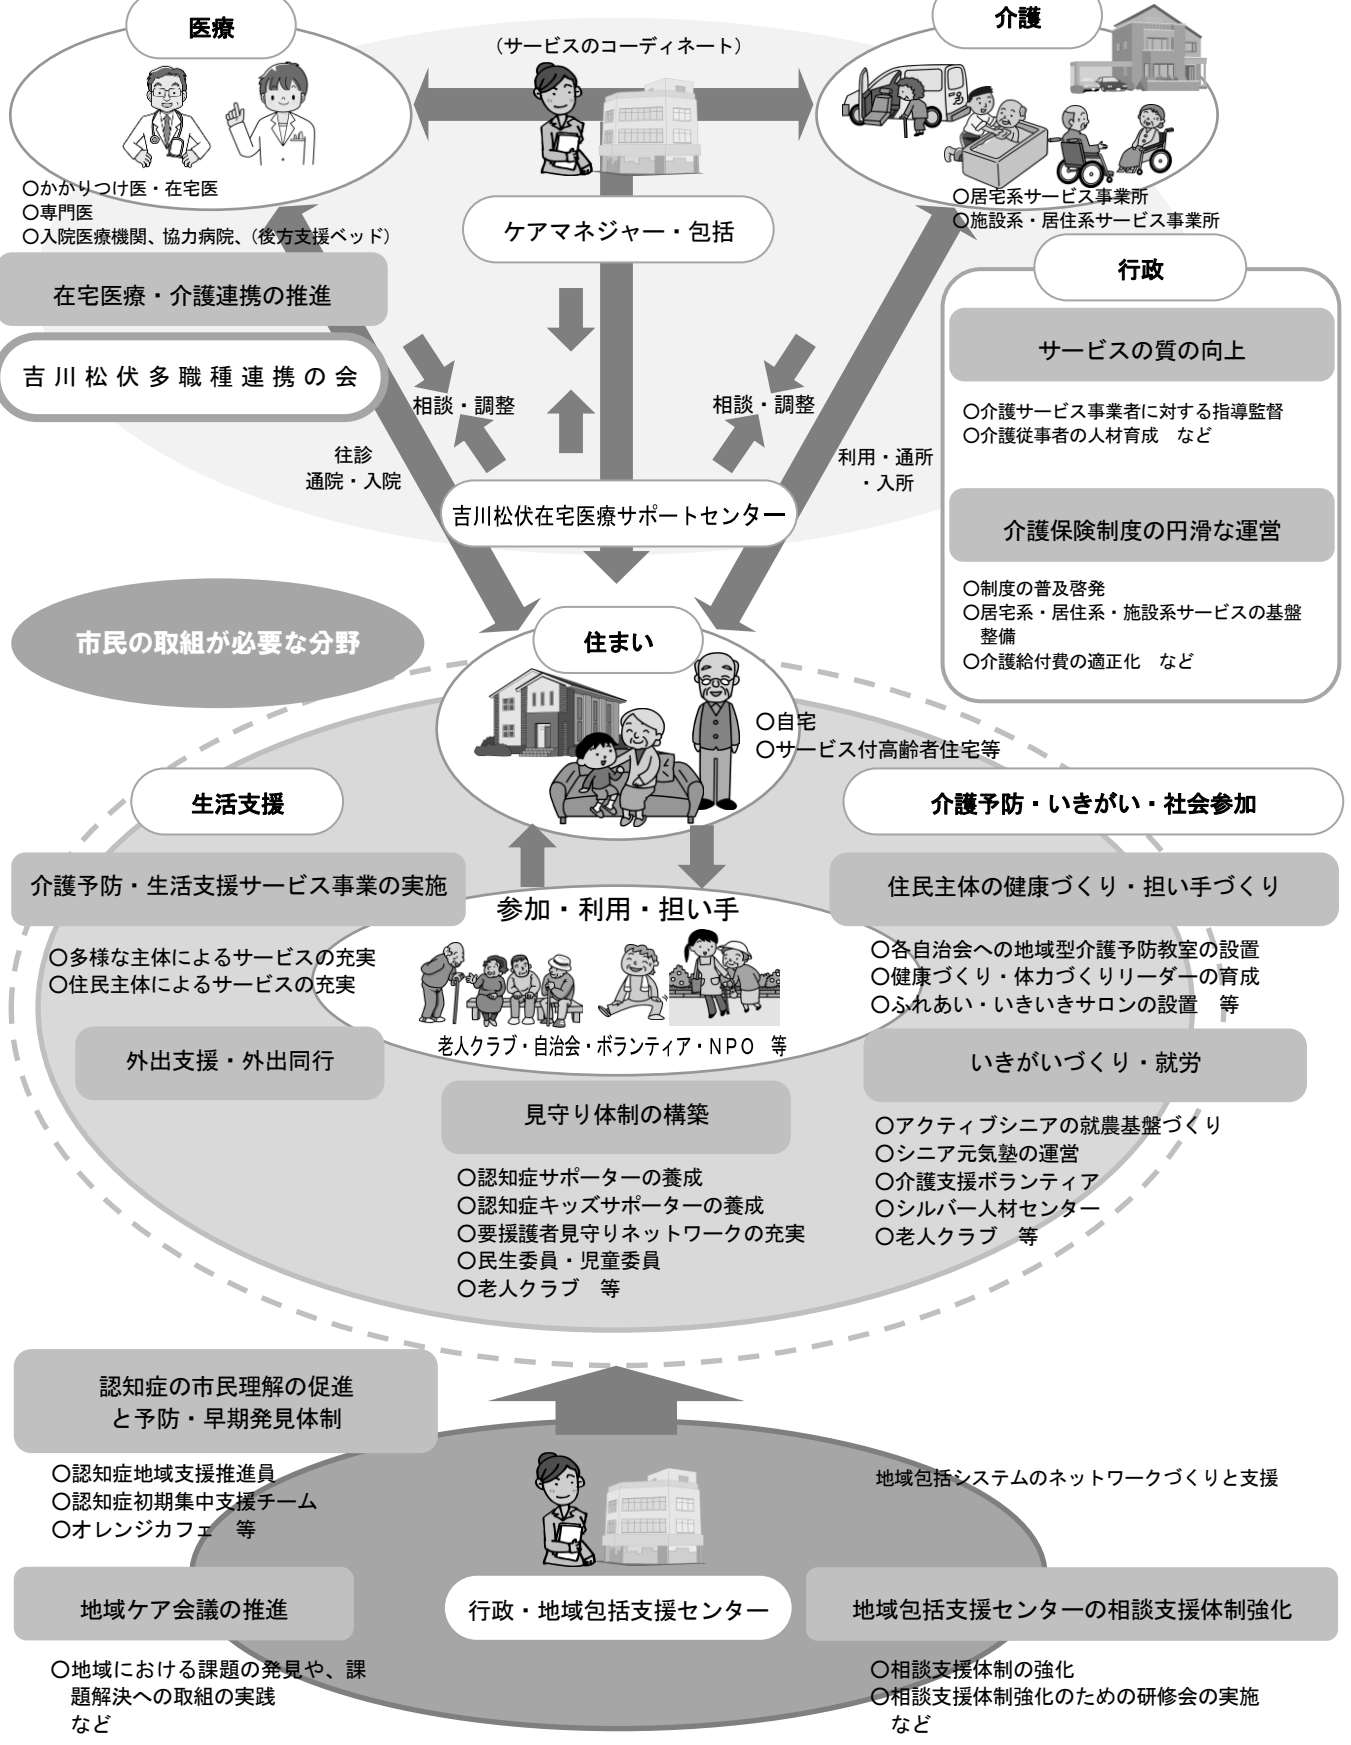 医療
(サービスのコーディネート)
介護
〇かかりつけ医・在宅医
〇専門医
〇入院医療機関、協力病院、(後方支援ベッド)
ケアマネジャー・包括
〇居宅系サービス事業所
〇施設系・居住系サービス事業所
在宅医療・介護連携の推進
吉川松伏多職種連携の会
行政
サービスの質の向上
〇介護サービス事業者に対する指導監督
〇介護従事者の人材育成 など
介護保険制度の円滑な運営
〇制度の普及啓発
〇居宅系・居住系・施設系サービスの基盤
整備
〇介護給付費の適正化 など
相談・調整
相談・調整
往診
通院・入院
利用・通所
・入所
吉川松伏在宅医療サポートセンター
市民の取組が必要な分野
住まい
〇自宅
〇サービス付高齢者住宅等
生活支援
介護予防・生活支援サービス事業の実施
〇多様な主体によるサービスの充実
〇住民主体によるサービスの充実
外出支援・外出同行
参加・利用・担い手
老人クラブ・自治会・ボランティア・NPO 等
見守り体制の構築
〇認知症サポーターの養成
〇認知症キッズサポーターの養成
〇要援護者見守りネットワークの充実
〇民生委員・児童委員
〇老人クラブ 等
介護予防・いきがい・社会参加
住民主体の健康づくり・担い手づくり
〇各自治会への地域型介護予防教室の設置
〇健康づくり・体力づくりリーダーの育成
〇ふれあい・いきいきサロンの設置 等
いきがいづくり・就労
〇アクティブシニアの就農基盤づくり
〇シニア元気塾の運営
〇介護支援ボランティア
〇シルバー人材センター
〇老人クラブ 等
認知症の市民理解の促進
と予防・早期発見体制
〇認知症地域支援推進員
〇認知症初期集中支援チーム
〇オレンジカフェ 等
地域包括システムのネットワークづくりと支援
地域ケア会議の推進
〇地域における課題の発見や、課
題解決への取組の実践
など
行政・地域包括支援センター
地域包括支援センターの相談支援体制強化
〇相談支援体制の強化
〇相談支援体制強化のための研修会の実施
など